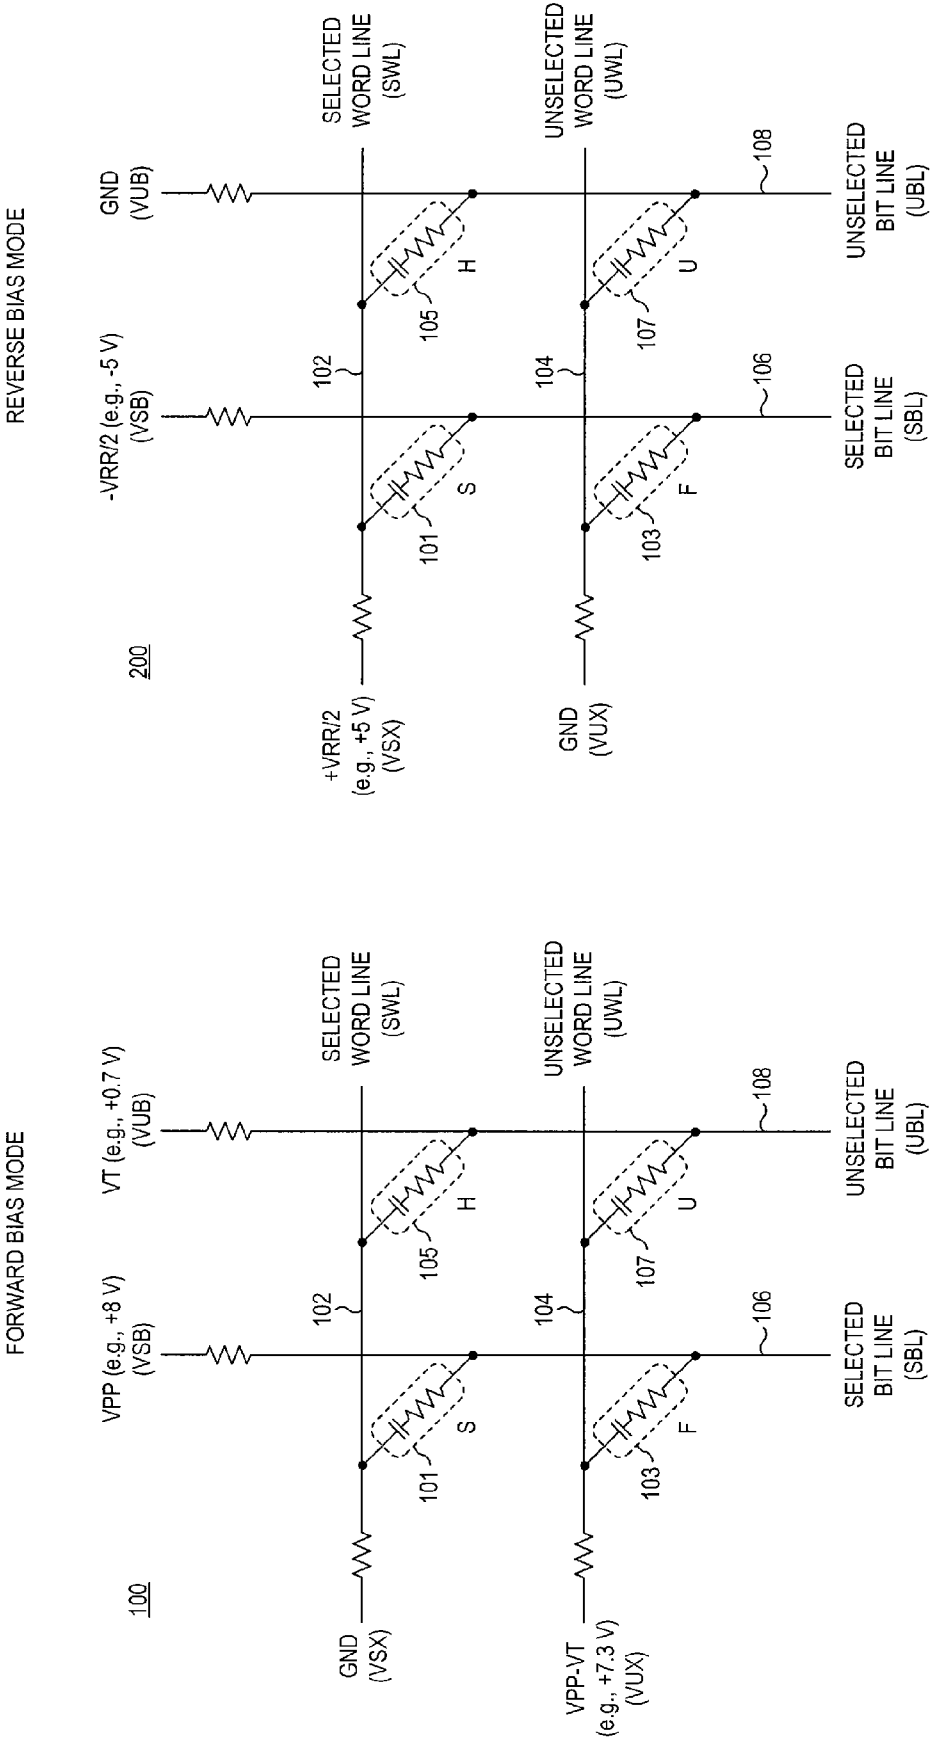 FORWARD BIAS MODE
100
VPP (e.g., +8 V)
(VSB)
VT (e.g., +0.7 V)
(VUB)
GND
(VSX)
102
SELECTED
WORD LINE
(SWL)
101
S
105
H
VPP-VT
(e.g., +7.3 V)
(VUX)
104
UNSELECTED
WORD LINE
(UWL)
103
F
107
U
106
108
SELECTED
BIT LINE
(SBL)
UNSELECTED
BIT LINE
(UBL)
REVERSE BIAS MODE
200
-VRR/2 (e.g., -5 V)
(VSB)
GND
(VUB)
+VRR/2
(e.g., +5 V)
(VSX)
102
SELECTED
WORD LINE
(SWL)
101
S
105
H
GND
(VUX)
104
UNSELECTED
WORD LINE
(UWL)
103
F
107
U
106
108
SELECTED
BIT LINE
(SBL)
UNSELECTED
BIT LINE
(UBL)